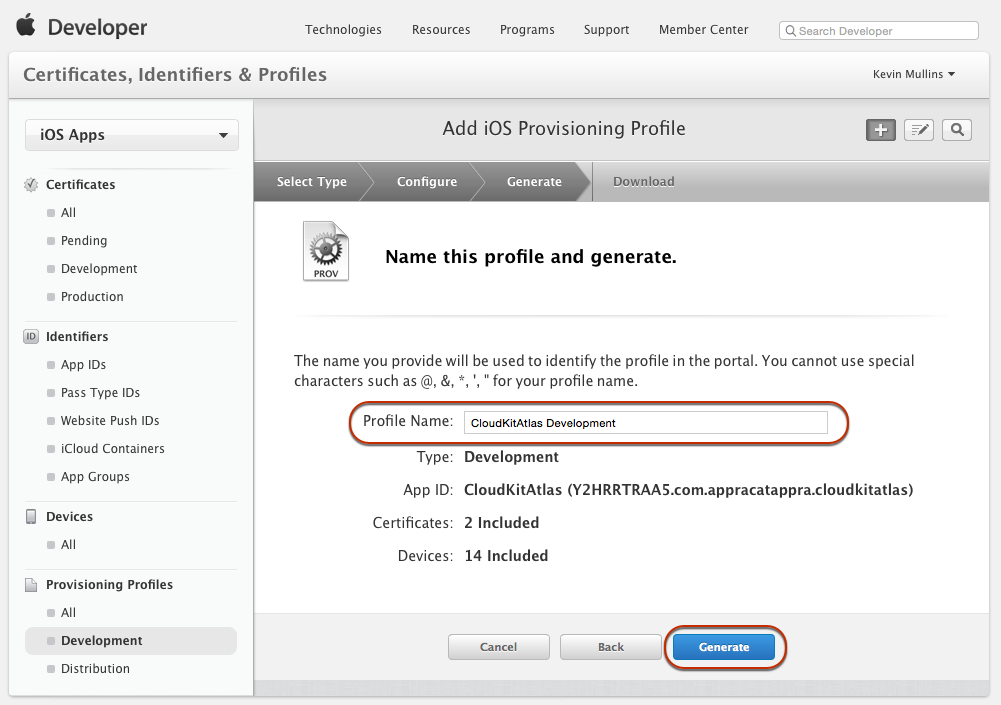 Developer
Technologies Resources Programs Support Member Center
Search Developer
Certificates, Identifiers & Profiles
Kevin Mullins
iOS Apps
Certificates
All
Pending
Development
Production
ID Identifiers
App IDs
Pass Type IDs
Website Push IDs
iCloud Containers
App Groups
Devices
All
Provisioning Profiles
All
Development
Distribution
Add iOS Provisioning Profile
Select Type Configure Generate Download
PROV
Name this profile and generate.
The name you provide will be used to identify the profile in the portal. You cannot use special
characters such as @, &, *, ', " for your profile name.
Profile Name: CloudKitAtlas Development
Type: Development
App ID: CloudKitAtlas (Y2HRRTRAA5.com.appracatappra.cloudkitatlas)
Certificates: 2 Included
Devices: 14 Included
Cancel Back Generate